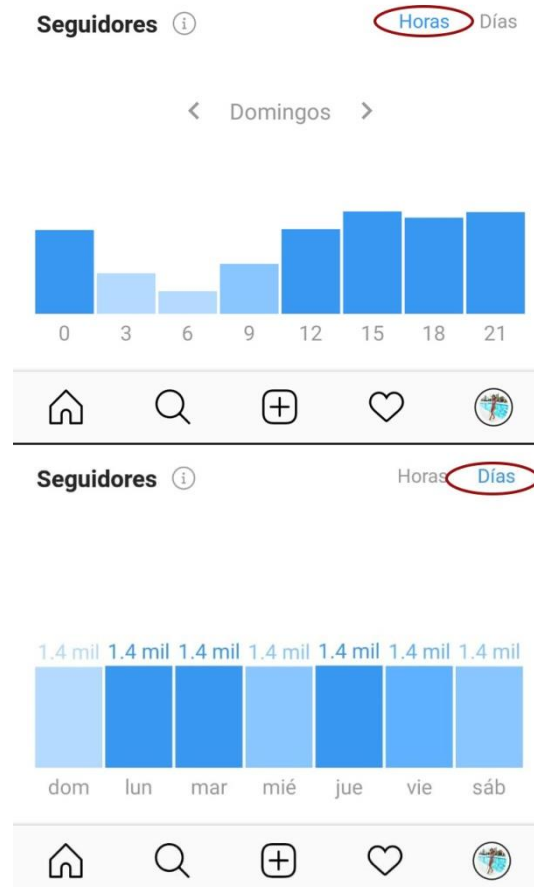 Seguidores Horas Días
Domingos
0 3 6 9 12 15 18 21
Seguidores Horas Días
1.4 mil 1.4 mil 1.4 mil 1.4 mil 1.4 mil 1.4 mil 1.4 mil
dom lun mar mié jue vie sáb